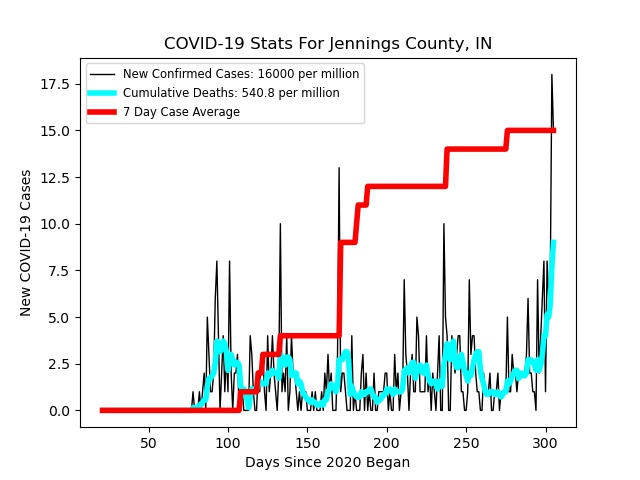 COVID-19 Stats For Jennings County, IN
New Confirmed Cases: 16000 per million
Cumulative Deaths: 540.8 per million
7 Day Case Average
17.5
15.0
12.5
10.0
7.5
5.0
2.5
0.0
New COVID-19 Cases
50 100 150 200 250 300
Days Since 2020 Began